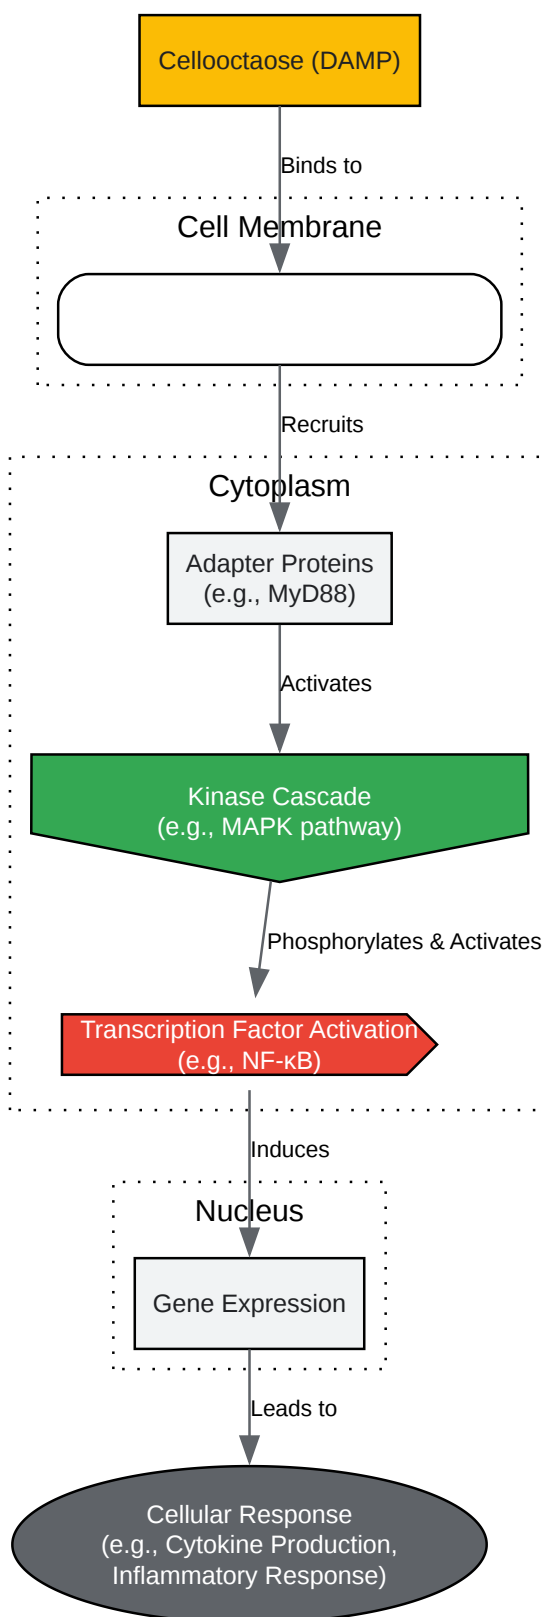 Cellooctaose (DAMP)
Binds to
Cell Membrane
Recruits
Cytoplasm
Adapter Proteins
(e.g., MyD88)
Activates
Kinase Cascade
(e.g., MAPK pathway)
Phosphorylates & Activates
Transcription Factor Activation
(e.g., NF-κB)
Induces
Nucleus
Gene Expression
Leads to
Cellular Response
(e.g., Cytokine Production,
Inflammatory Response)